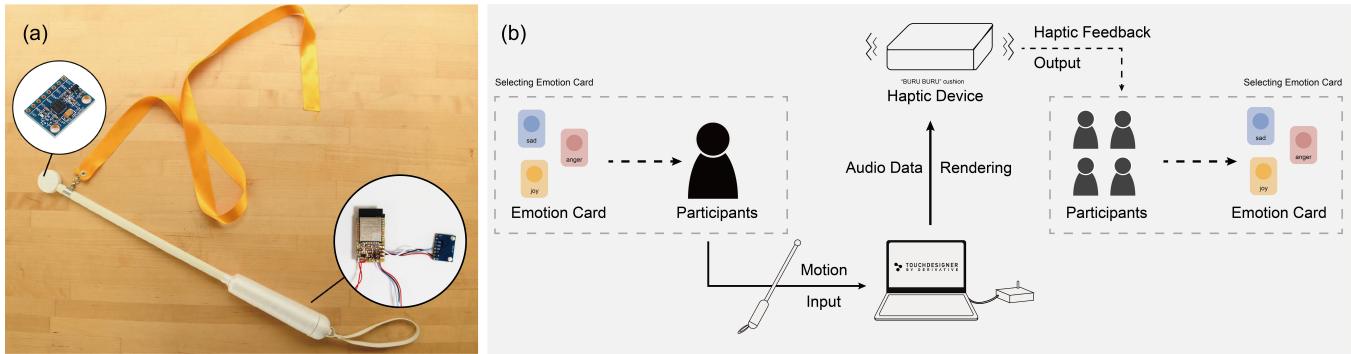 (a)
(b)
Selecting Emotion Card
sad
anger
joy
Emotion Card
Participants
"BURU BURU" cushion
Haptic Device
Haptic Feedback
Output
Audio Data
Rendering
Motion
Input
TOUCHDESIGNER
BY DERIVATIVE
Selecting Emotion Card
Participants
sad
anger
joy
Emotion Card